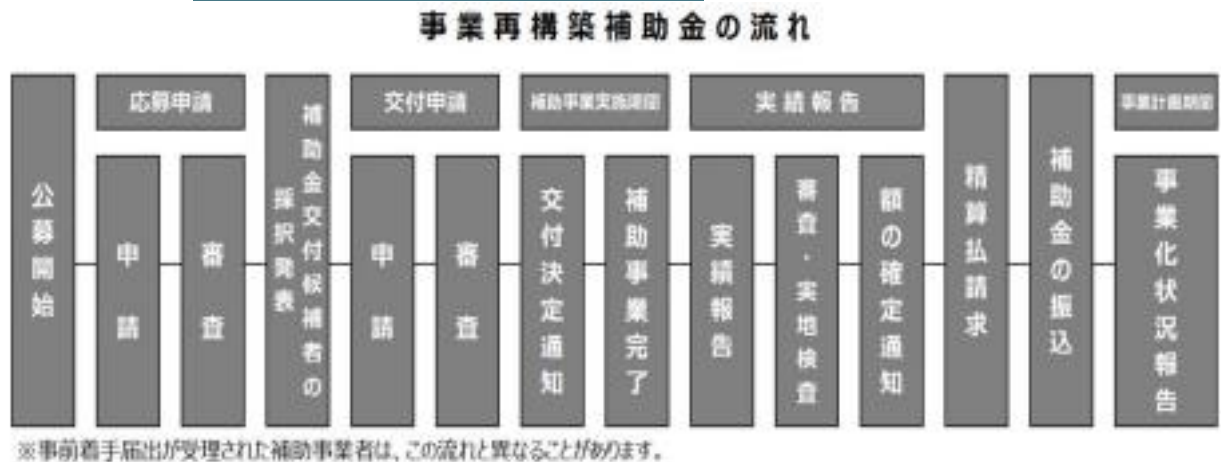 事業再構築補助金の流れ
公募開始
応募申請
申請
審査
補助金交付候補者の
採択発表
交付申請
申請
審査
補助事業実施期間
交付決定通知
補助事業完了
実績報告
実績報告
審査・実地検査
額の確定通知
精算払請求
補助金の振込
事業計画期間
事業化状況報告
※事前着手届出が受理された補助事業者は、この流れと異なることがあります。